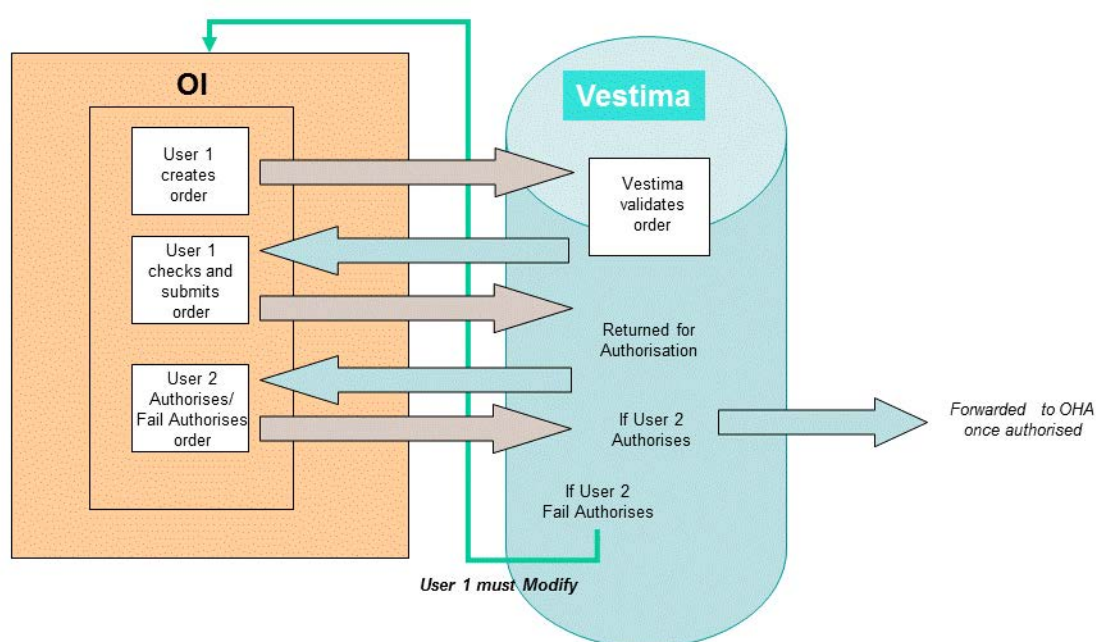 OI
User 1
creates
order
User 1
checks and
submits
order
User 2
Authorises/
Fail Authorises
order
Vestima
Vestima
validates
order
Returned for
Authorisation
If User 2
Authorises
If User 2
Fail Authorises
Forwarded to OHA
once authorised
User 1 must Modify